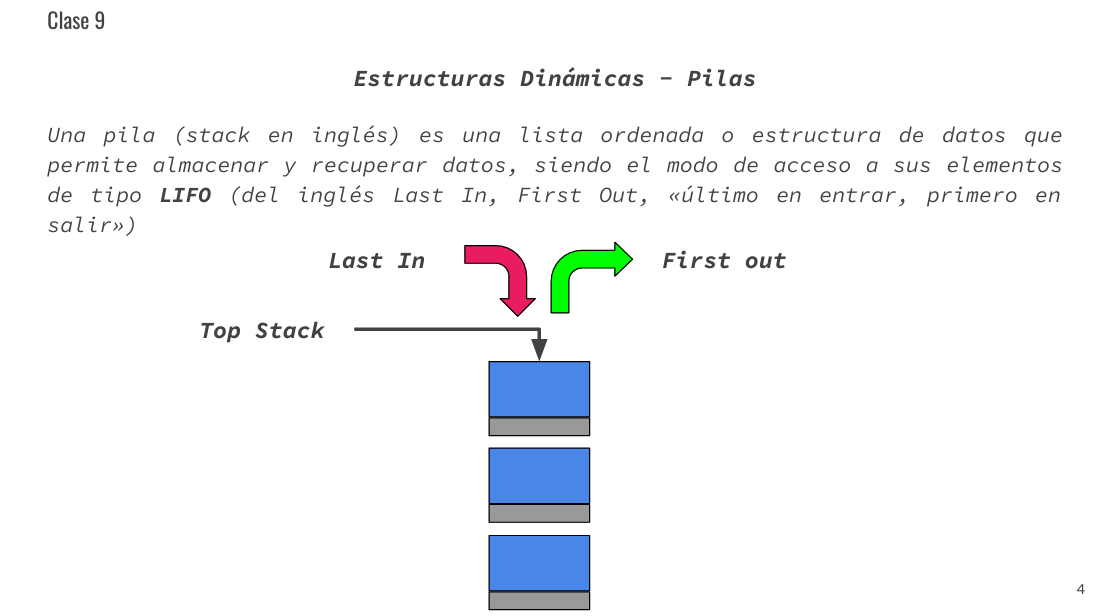 Clase 9
Estructuras Dinámicas - Pilas
Una pila (stack en inglés) es una lista ordenada o estructura de datos que
permite almacenar y recuperar datos, siendo el modo de acceso a sus elementos
de tipo LIFO (del inglés Last In, First Out, «último en entrar, primero en
salir»)
Last In
First out
Top Stack
4